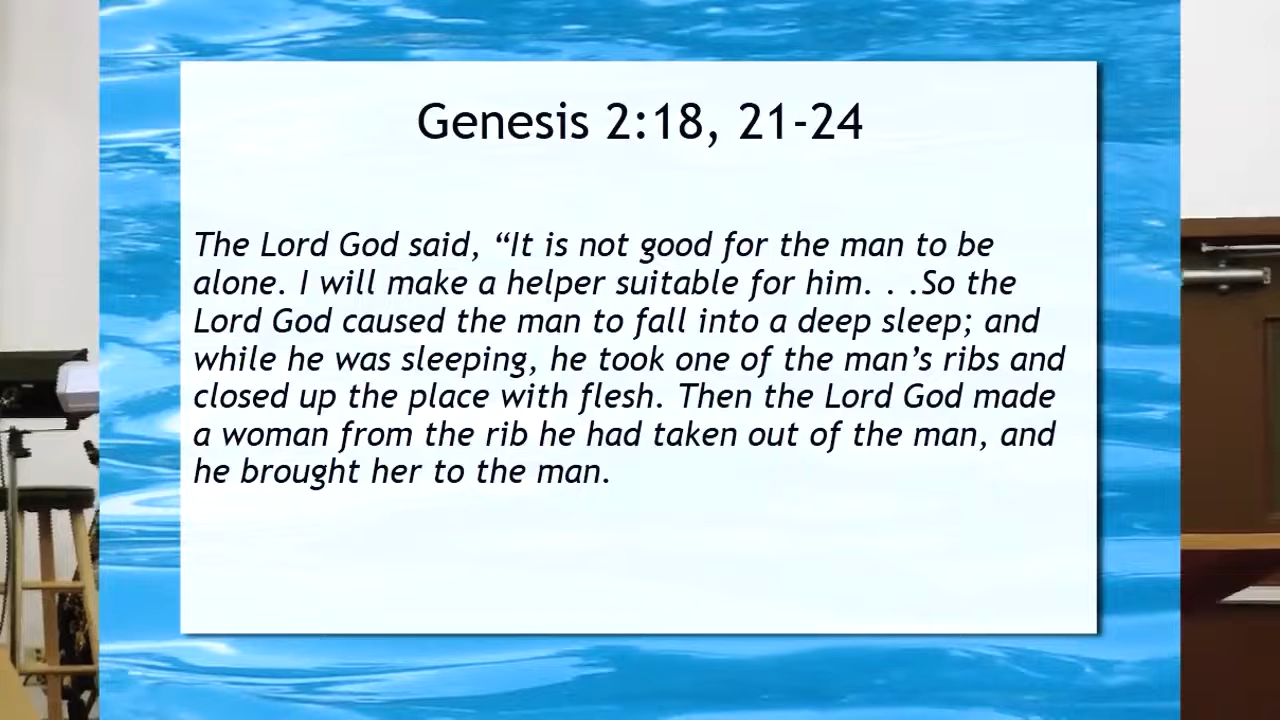 Genesis 2:18, 21-24
The Lord God said, “It is not good for the man to be
alone. I will make a helper suitable for him. . .So the
Lord God caused the man to fall into a deep sleep; and
while he was sleeping, he took one of the man’s ribs and
closed up the place with flesh. Then the Lord God made
a woman from the rib he had taken out of the man, and
he brought her to the man.